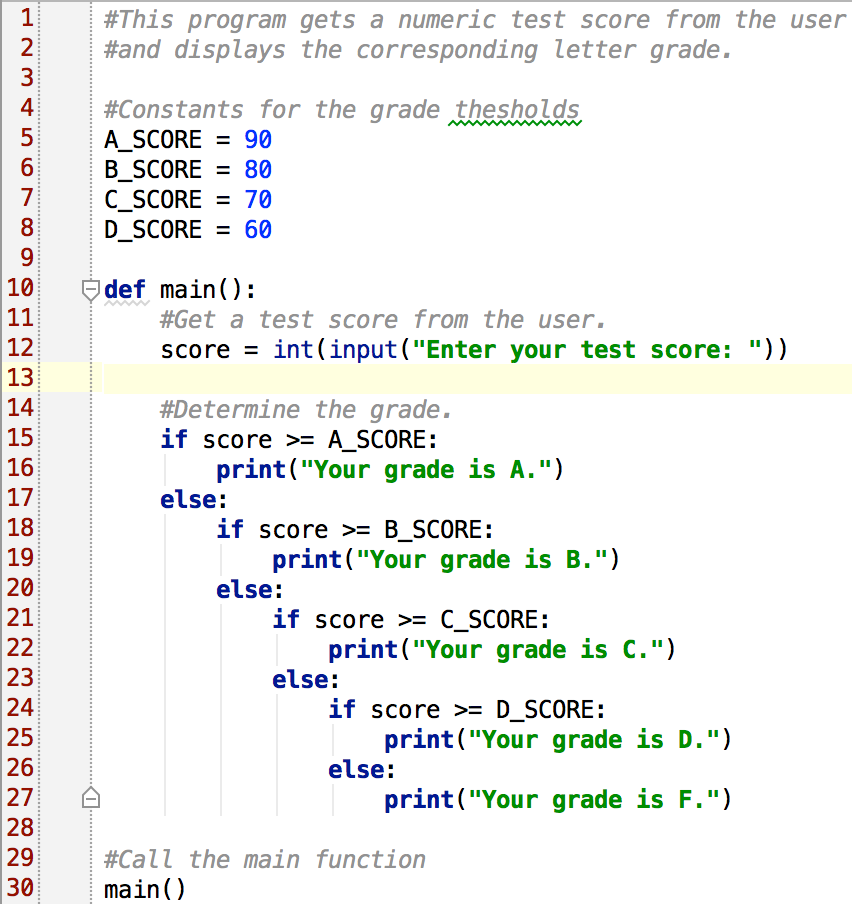 1 #This program gets a numeric test score from the user
2 #and displays the corresponding letter grade.
3
4 #Constants for the grade thesholds
5 A_SCORE = 90
6 B_SCORE = 80
7 C_SCORE = 70
8 D_SCORE = 60
9
10 def main():
11     #Get a test score from the user.
12     score = int(input("Enter your test score: "))
13
14     #Determine the grade.
15     if score >= A_SCORE:
16         print("Your grade is A.")
17     else:
18         if score >= B_SCORE:
19             print("Your grade is B.")
20         else:
21             if score >= C_SCORE:
22                 print("Your grade is C.")
23             else:
24                 if score >= D_SCORE:
25                     print("Your grade is D.")
26                 else:
27                     print("Your grade is F.")
28
29 #Call the main function
30 main()